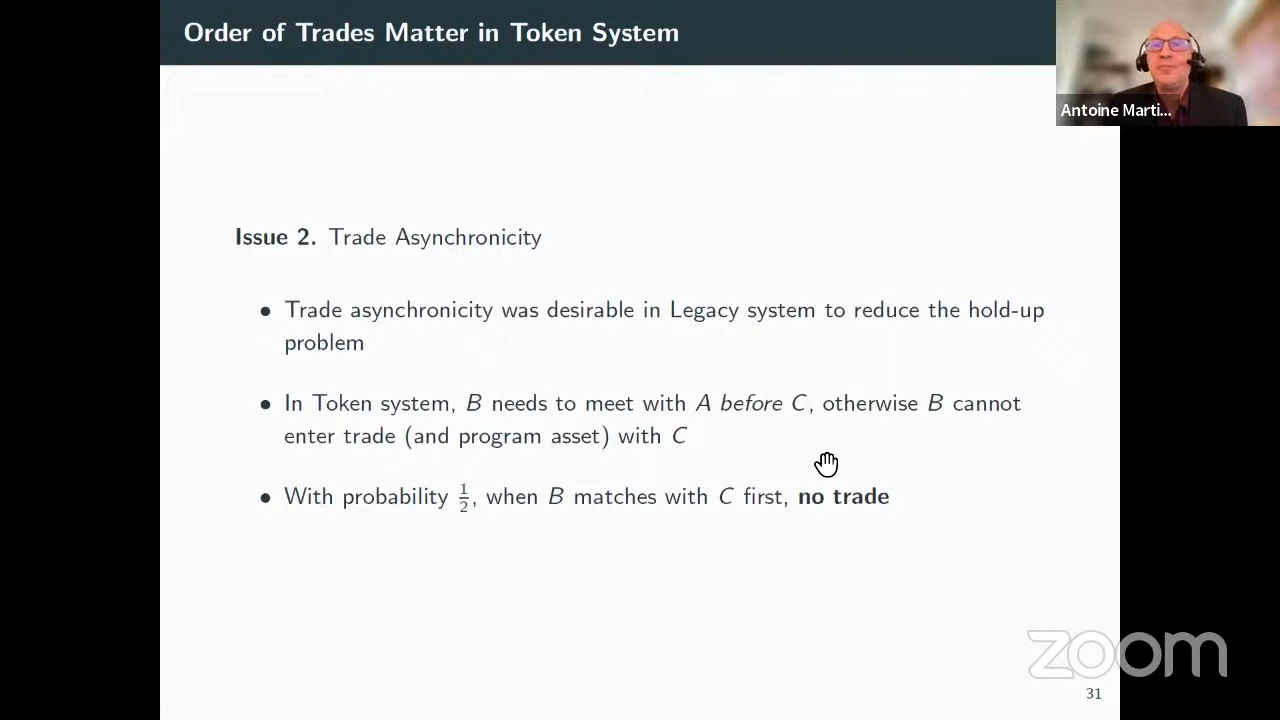 Order of Trades Matter in Token System
Antoine Marti...
Issue 2. Trade Asynchronicity
• Trade asynchronicity was desirable in Legacy system to reduce the hold-up
problem
• In Token system, B needs to meet with A before C, otherwise B cannot
enter trade (and program asset) with C
• With probability 1/2, when B matches with C first, no trade
zoom
31